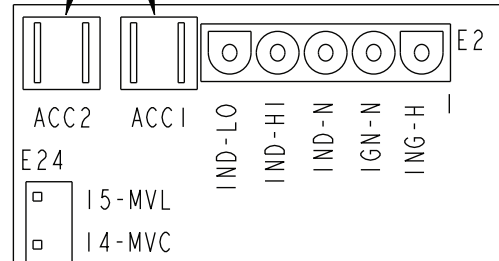 E2
ACC2
ACC1
IND-LO
IND-HI
IND-N
IGN-N
ING-H
1
E24
15-MVL
14-MVC